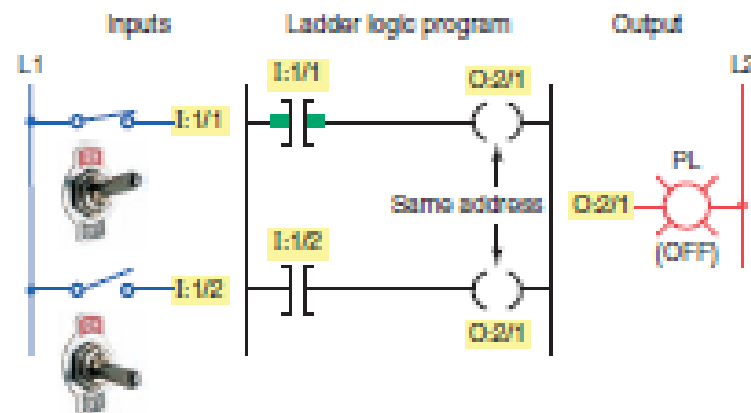 Inputs
Ladder logic program
Output
L1
L2
I:1/1
O:2/1
I:1/1
PL
Same address
O:2/1
(OFF)
I:1/2
I:1/2
O:2/1